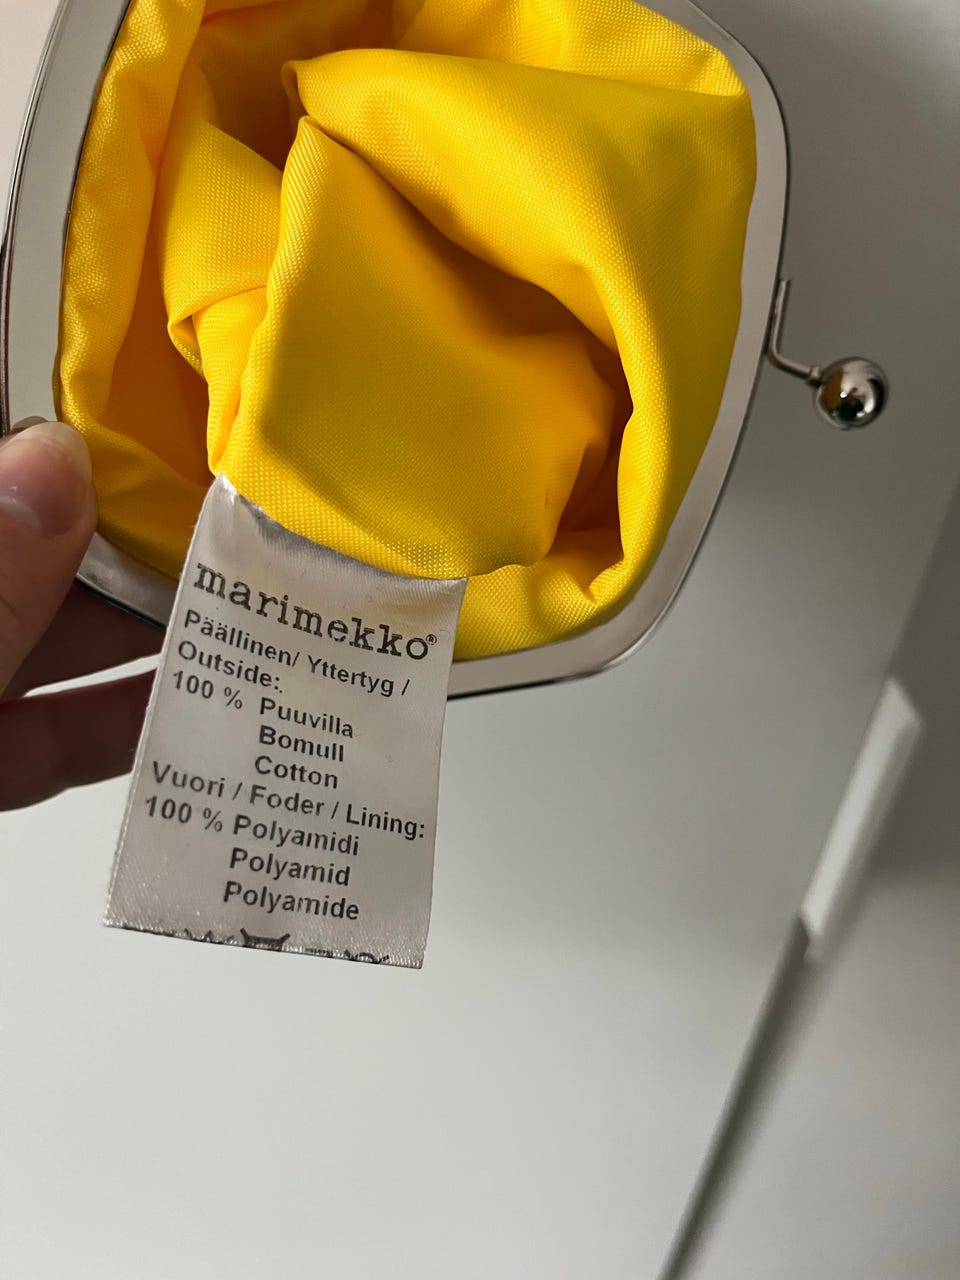 marimekko®
Päällinen/ Yttertyg /
Outside:
100 % Puuvilla
Bomull
Cotton
Vuori / Foder / Lining:
100 % Polyamidi
Polyamid
Polyamide